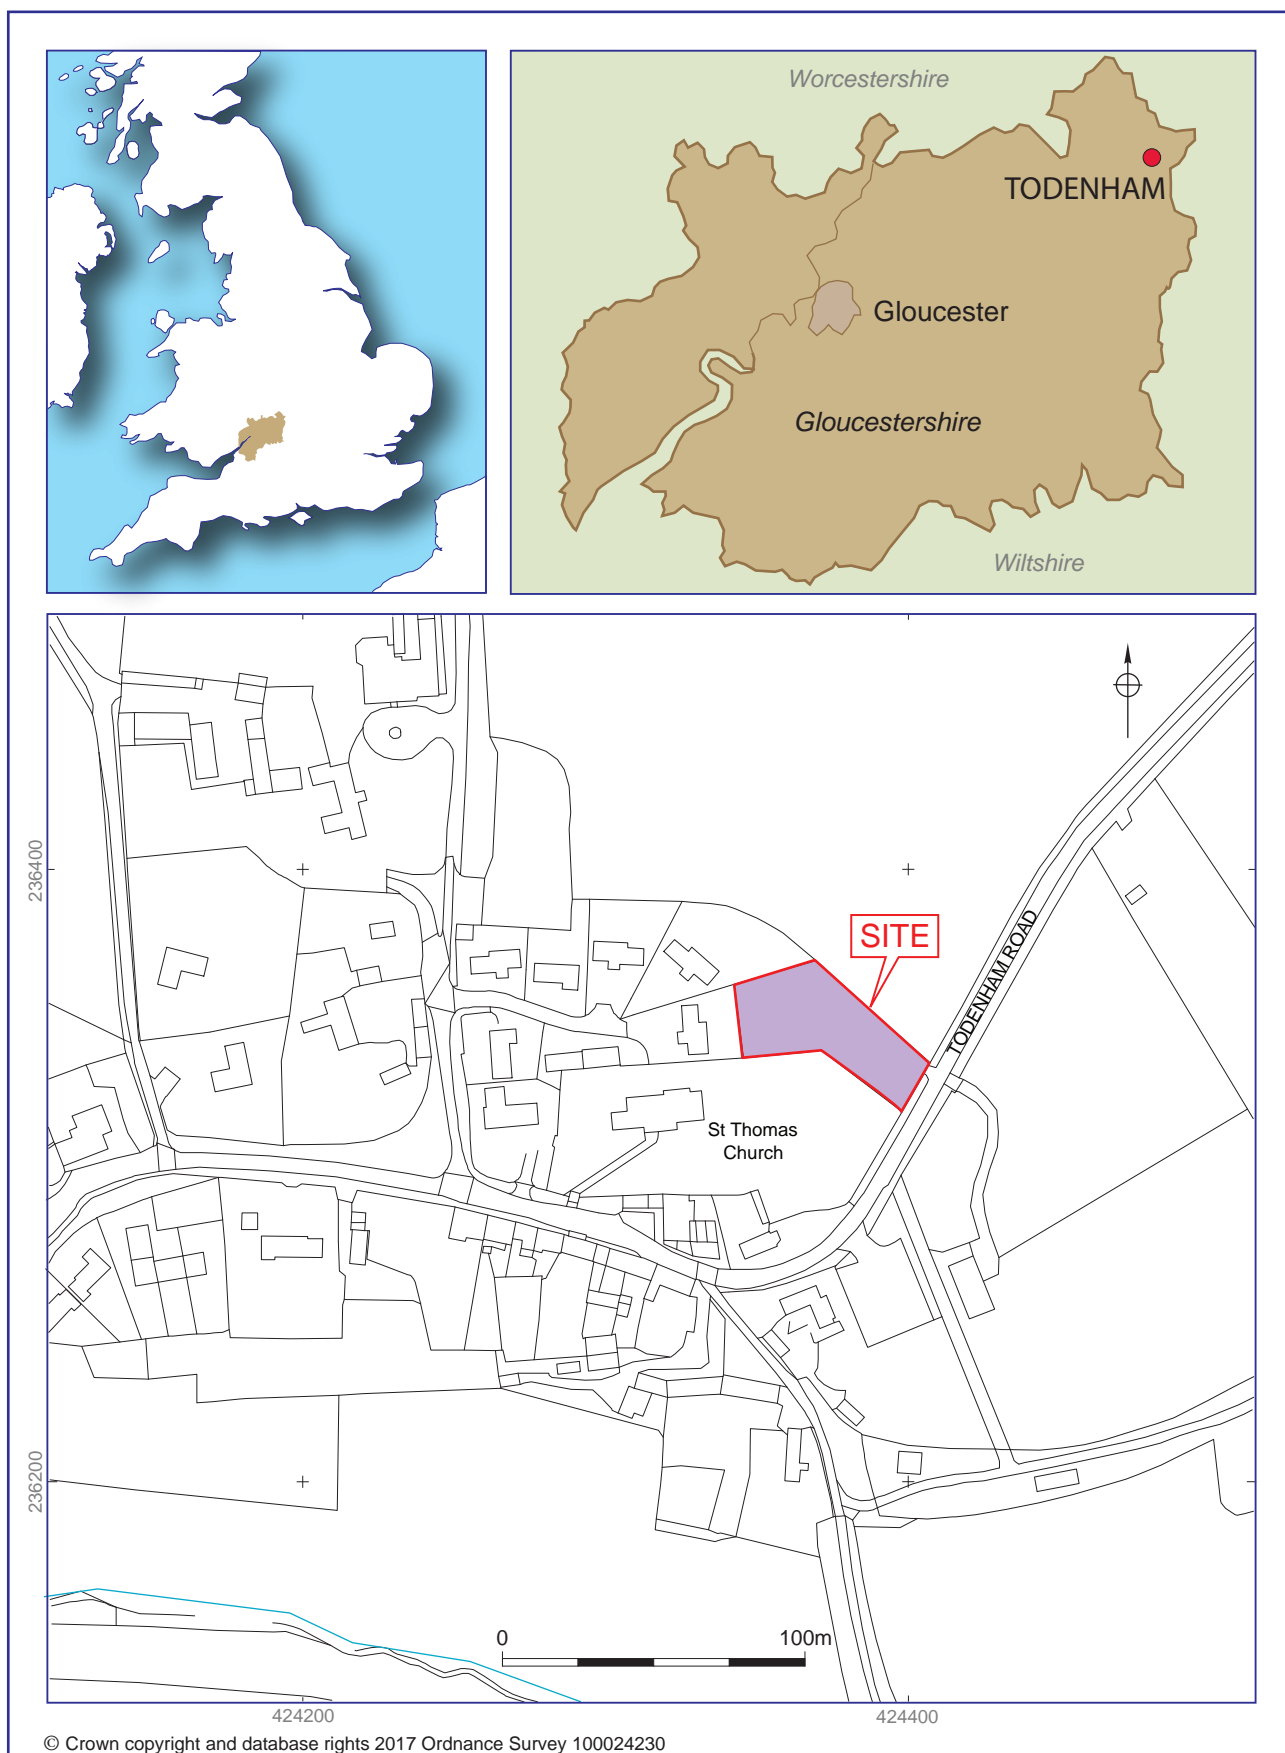 Worcestershire
TODENHAM
Gloucester
Gloucestershire
Wiltshire
236400
SITE
TODENHAM ROAD
St Thomas
Church
236200
0
100m
424200
424400
© Crown copyright and database rights 2017 Ordnance Survey 100024230